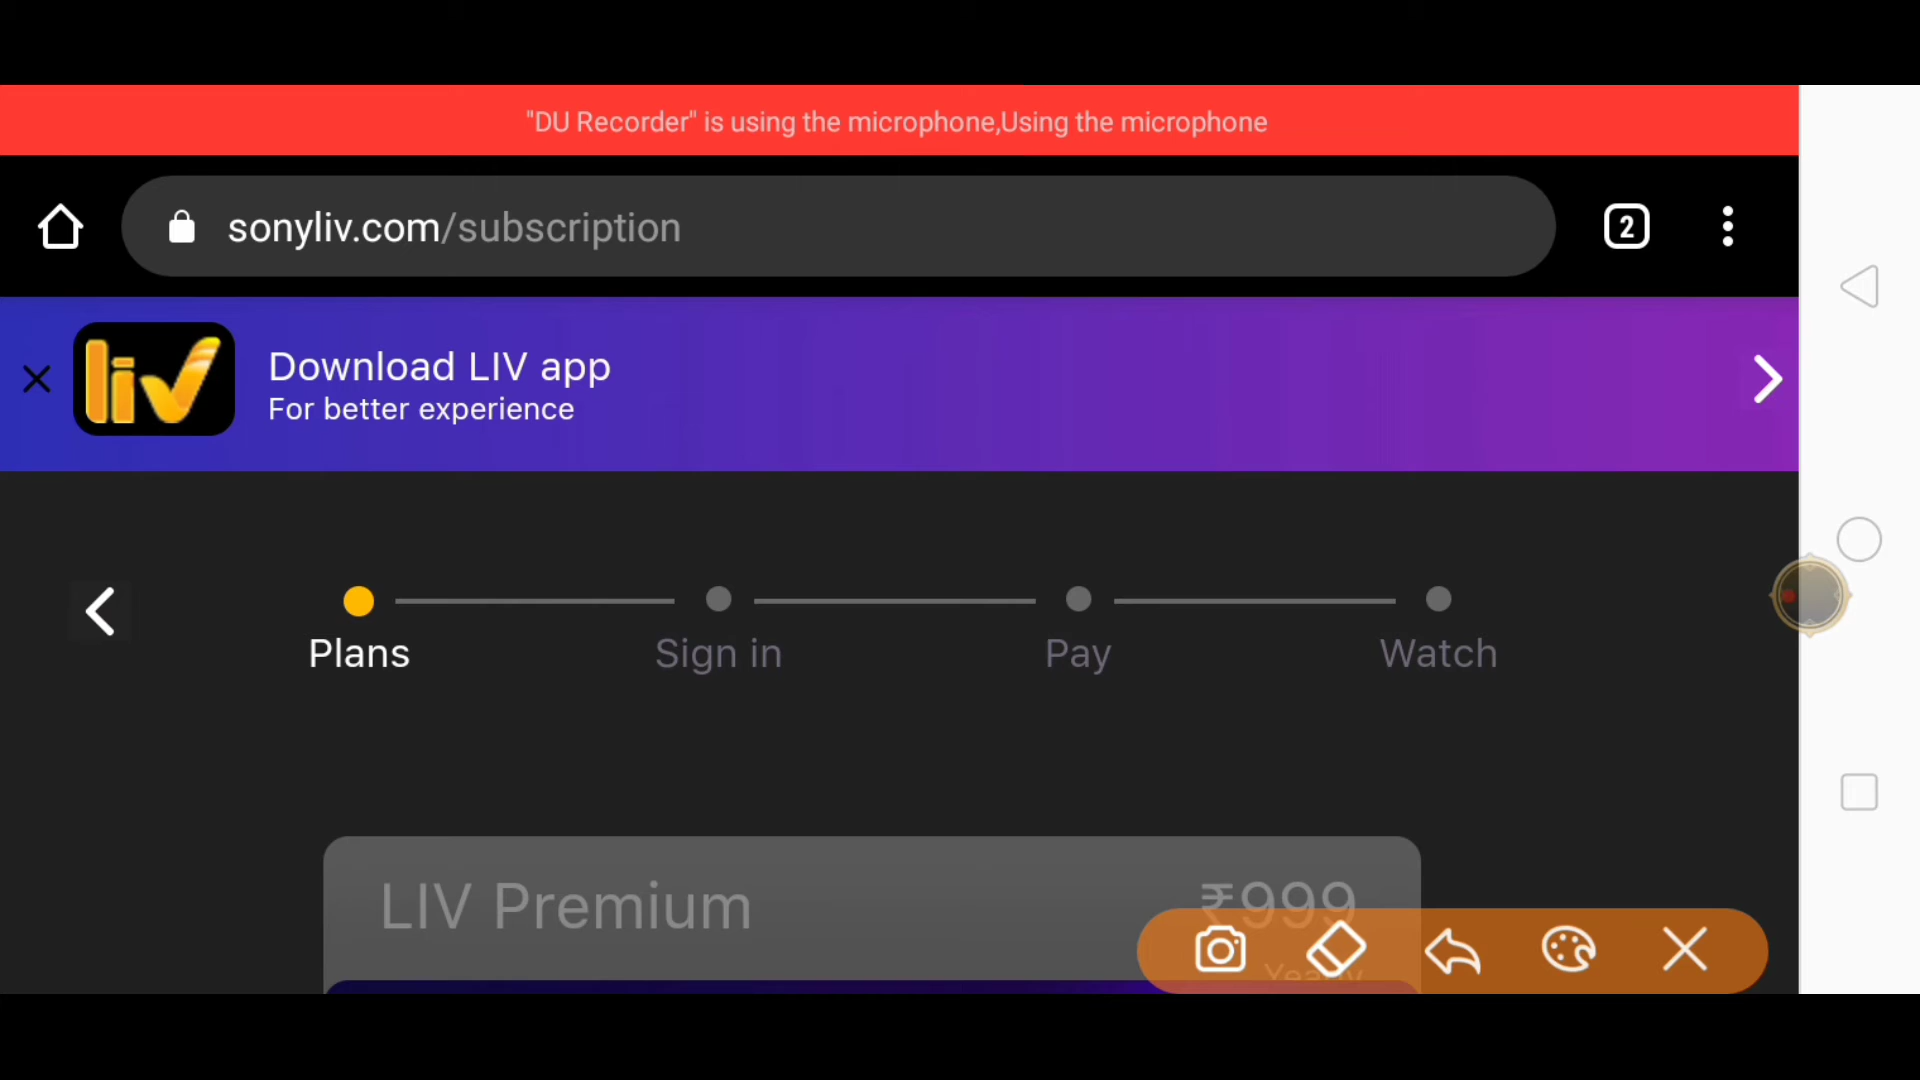 "DU Recorder" is using the microphone,Using the microphone
sonyliv.com/subscription
2
liv
Download LIV app
For better experience
Plans
Sign in
Pay
Watch
LIV Premium
₹999
Yearly